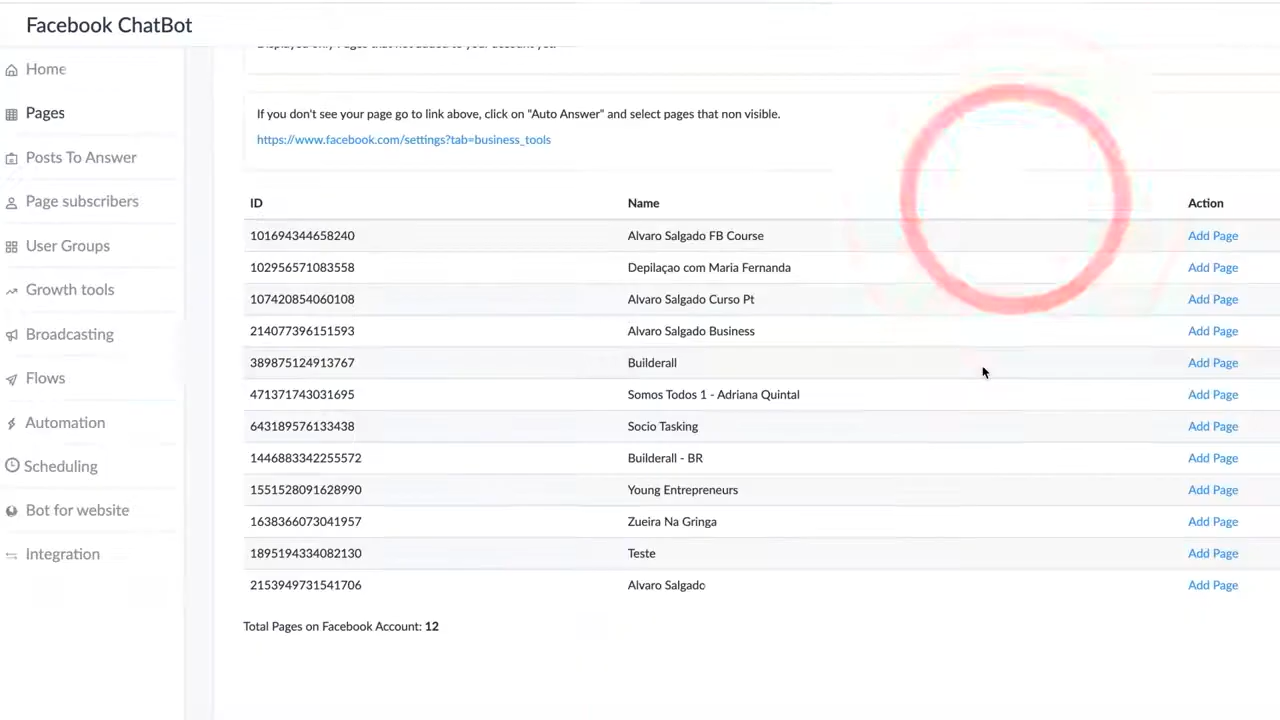 Facebook ChatBot
Home
Pages
Posts To Answer
Page subscribers
User Groups
Growth tools
Broadcasting
Flows
Automation
Scheduling
Bot for website
Integration
If you don't see your page go to link above, click on "Auto Answer" and select pages that non visible.
https://www.facebook.com/settings?tab=business_tools
ID Name Action
101694344658240 Alvaro Salgado FB Course Add Page
102956571083558 Depilaçao com Maria Fernanda Add Page
107420854060108 Alvaro Salgado Curso Pt Add Page
214077396151593 Alvaro Salgado Business Add Page
389875124913767 Builderall Add Page
471371743031695 Somos Todos 1 - Adriana Quintal Add Page
643189576133438 Socio Tasking Add Page
1446883342255572 Builderall - BR Add Page
1551528091628990 Young Entrepreneurs Add Page
1638366073041957 Zueira Na Gringa Add Page
1895194334082130 Teste Add Page
2153949731541706 Alvaro Salgado Add Page
Total Pages on Facebook Account: 12